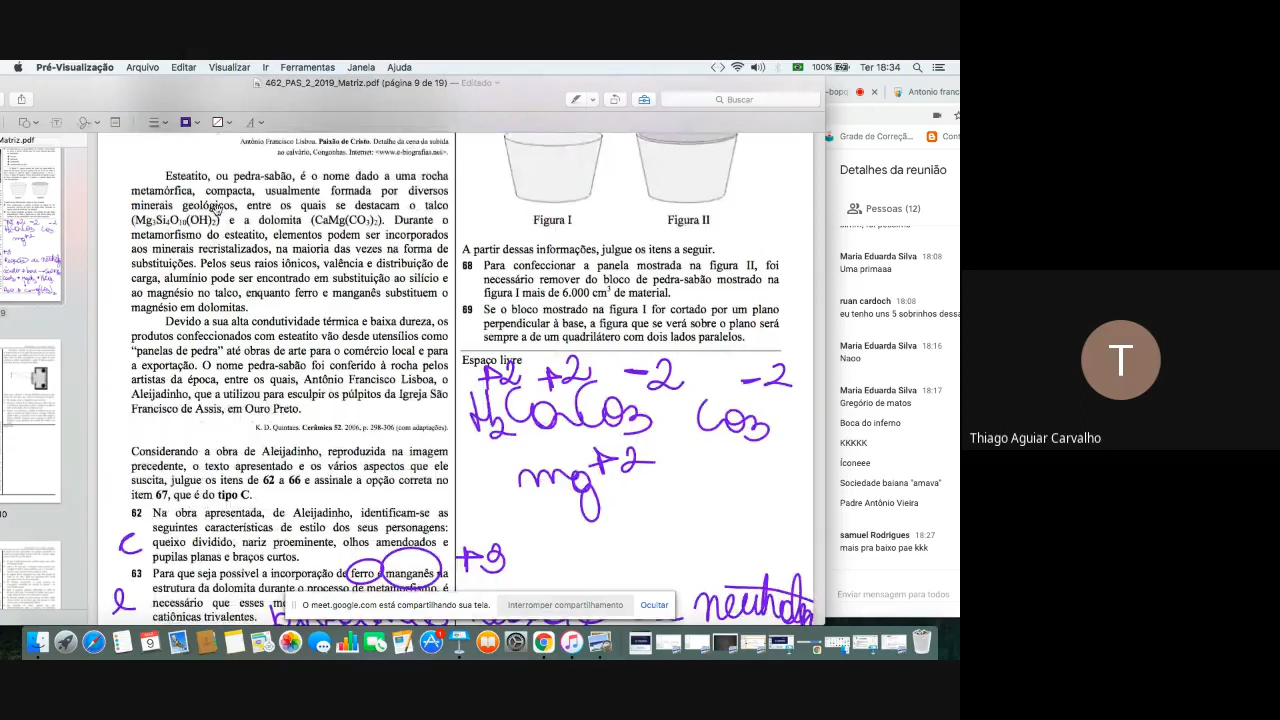 Pré-Visualização Arquivo Editar Visualizar Ir Ferramentas Janela Ajuda 100% Ter 18:34
462_PAS_2_2019_Matriz.pdf (página 9 de 19) — Editado
Buscar
Matriz.pdf
Antonio franc
Grade de Correçã...
Antônio Francisco Lisboa. Paixão de Cristo. Detalhe da cena da subida
ao calvário, Congonhas. Internet: <www.e-biografias.net>.
Esteatito, ou pedra-sabão, é o nome dado a uma rocha
metamórfica, compacta, usualmente formada por diversos
minerais geológicos, entre os quais se destacam o talco
(Mg3Si4O10(OH)2) e a dolomita (CaMg(CO3)2). Durante o
metamorfismo do esteatito, elementos podem ser incorporados
aos minerais recristalizados, na maioria das vezes na forma de
substituições. Pelos seus raios iônicos, valência e distribuição de
carga, alumínio pode ser encontrado em substituição ao silício e
ao magnésio no talco, enquanto ferro e manganês substituem o
magnésio em dolomitas.
Devido a sua alta condutividade térmica e baixa dureza, os
produtos confeccionados com esteatito vão desde utensílios como
“panelas de pedra” até obras de arte para o comércio local e para
a exportação. O nome pedra-sabão foi conferido à rocha pelos
artistas da época, entre os quais, Antônio Francisco Lisboa, o
Aleijadinho, que a utilizou para esculpir os púlpitos da Igreja São
Francisco de Assis, em Ouro Preto.
K. D. Quintaes. Cerâmica 52. 2006, p. 298-306 (com adaptações).
Considerando a obra de Aleijadinho, reproduzida na imagem
precedente, o texto apresentado e os vários aspectos que ele
suscita, julgue os itens de 62 a 66 e assinale a opção correta no
item 67, que é do tipo C.
62 Na obra apresentada, de Aleijadinho, identificam-se as
seguintes características de estilo dos seus personagens:
queixo dividido, nariz proeminente, olhos amendoados e
pupilas planas e braços curtos.
C
63 Para que seja possível a incorporação de ferro e manganês na
estrutura da dolomita durante o processo de metamorfismo, é
necessário que esses
catiônicas trivalentes.
e
+3
Figura I Figura II
A partir dessas informações, julgue os itens a seguir.
68 Para confeccionar a panela mostrada na figura II, foi
necessário remover do bloco de pedra-sabão mostrado na
figura I mais de 6.000 cm3 de material.
69 Se o bloco mostrado na figura I for cortado por um plano
perpendicular à base, a figura que se verá sobre o plano será
sempre a de um quadrilátero com dois lados paralelos.
Espaço livre
+2 +2 -2 -2
H2CaCO3 CO3
mg+2
O meet.google.com está compartilhando sua tela. Interromper compartilhamento Ocultar
Detalhes da reunião
Pessoas (12)
Maria Eduarda Silva 18:08
Uma primaaa
ruan cardoch 18:08
eu tenho uns 5 sobrinhos dessa
Maria Eduarda Silva 18:16
Naoo
Maria Eduarda Silva 18:17
Gregório de matos
Boca do inferno
KKKKK
Íconeee
Sociedade baiana "amava"
Padre Antônio Vieira
samuel Rodrigues 18:27
mais pra baixo pae kkk
Enviar mensagem para todos
T
Thiago Aguiar Carvalho